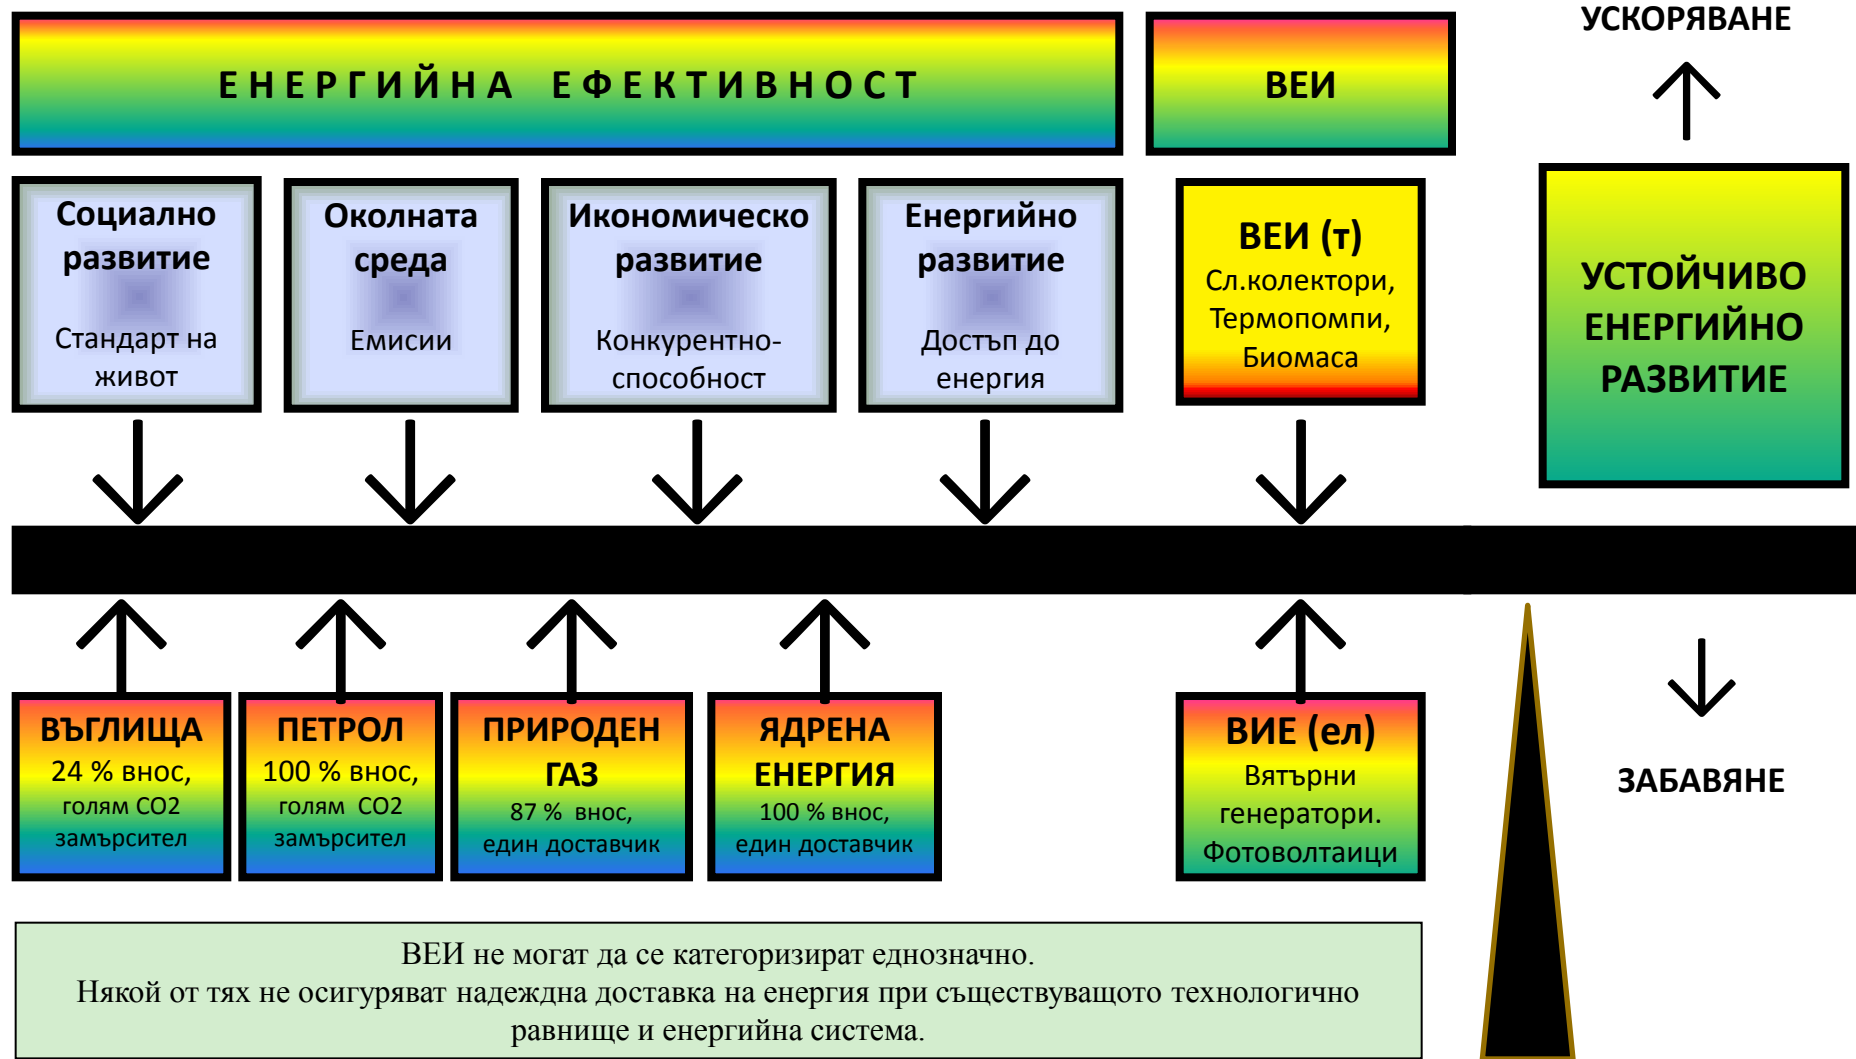 УСКОРЯВАНЕ
ЕНЕРГИЙНА ЕФЕКТИВНОСТ
ВЕИ
Социално
развитие
Стандарт на
живот
Околната
среда
Емисии
Икономическо
развитие
Конкурентно-
способност
Енергийно
развитие
Достъп до
енергия
ВЕИ (т)
Сл.колектори,
Термопомпи,
Биомаса
УСТОЙЧИВО
ЕНЕРГИЙНО
РАЗВИТИЕ
ВЪГЛИЩА
24 % внос,
голям СО2
замърсител
ПЕТРОЛ
100 % внос,
голям СО2
замърсител
ПРИРОДЕН
ГАЗ
87 % внос,
един доставчик
ЯДРЕНА
ЕНЕРГИЯ
100 % внос,
един доставчик
ВИЕ (ел)
Вятърни
генератори.
Фотоволтаици
ЗАБАВЯНЕ
ВЕИ не могат да се категоризират еднозначно.
Някой от тях не осигуряват надеждна доставка на енергия при съществуващото технологично
равнище и енергийна система.